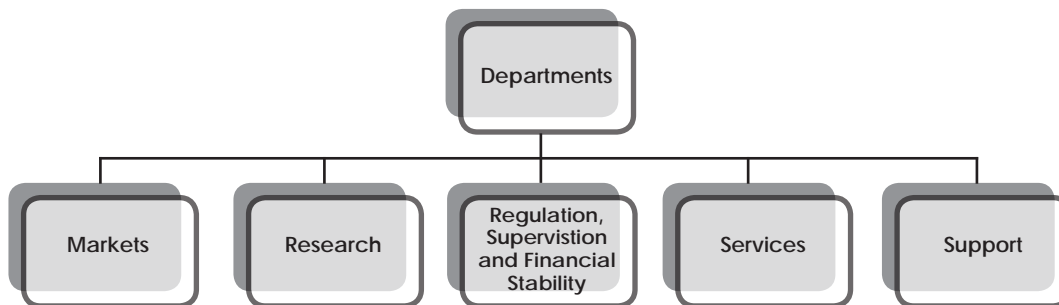 Departments
Markets
Research
Regulation,
Supervistion
and Financial
Stability
Services
Support